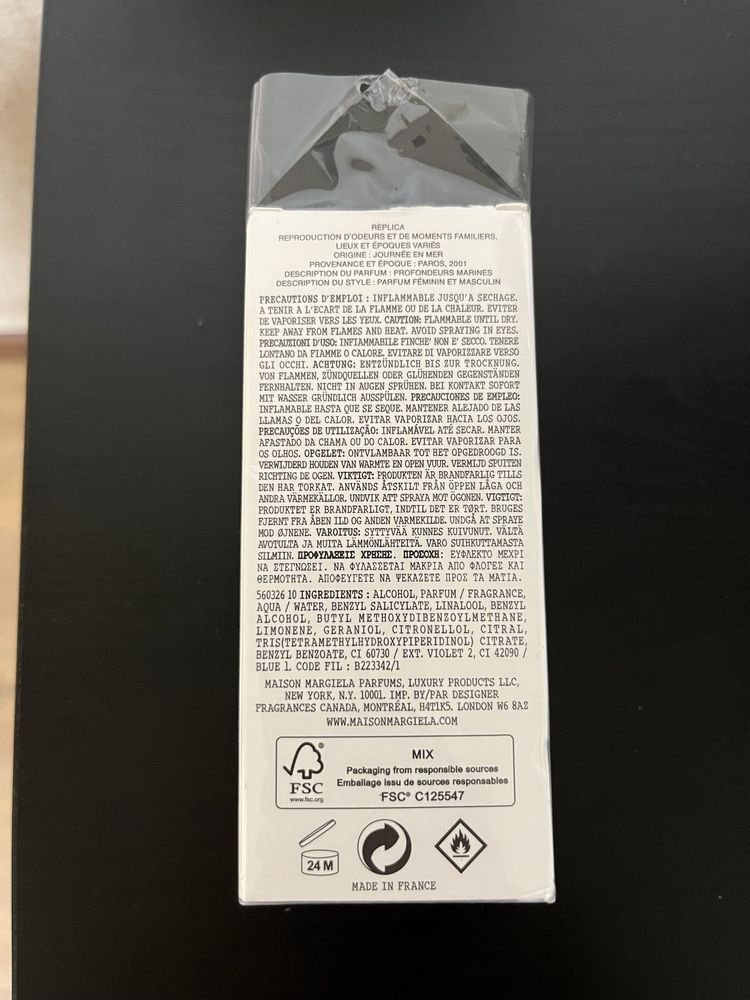 REPLICA
REPRODUCTION D'ODEURS ET DE MOMENTS FAMILIERS,
LIEUX ET ÉPOQUES VARIÉS
ORIGINE : JOURNÉE EN MER
PROVENANCE ET ÉPOQUE : PAROS, 2001
DESCRIPTION DU PARFUM : PROFONDEURS MARINES
DESCRIPTION DU STYLE : PARFUM FÉMININ ET MASCULIN
PRECAUTIONS D'EMPLOI : INFLAMMABLE JUSQU'A SECHAGE.
A TENIR A L'ECART DE LA FLAMME OU DE LA CHALEUR. EVITER
DE VAPORISER VERS LES YEUX. CAUTION: FLAMMABLE UNTIL DRY.
KEEP AWAY FROM FLAMES AND HEAT. AVOID SPRAYING IN EYES.
PRECAUZIONI D'USO: INFIAMMABILE FINCHE' NON E' SECCO. TENERE
LONTANO DA FIAMME O CALORE. EVITARE DI VAPORIZZARE VERSO
GLI OCCHI. ACHTUNG: ENTZÜNDLICH BIS ZUR TROCKNUNG.
VON FLAMMEN, ZÜNDQUELLEN ODER GLÜHENDEN GEGENSTÄNDEN
FERNHALTEN. NICHT IN AUGEN SPRÜHEN. BEI KONTAKT SOFORT
MIT WASSER GRÜNDLICH AUSSPÜLEN. PRECAUCIONES DE EMPLEO:
INFLAMABLE HASTA QUE SE SEQUE. MANTENER ALEJADO DE LAS
LLAMAS O DEL CALOR. EVITAR VAPORIZAR HACIA LOS OJOS.
PRECAUÇÕES DE UTILIZAÇÃO: INFLAMÁVEL ATÉ SECAR. MANTER
AFASTADO DA CHAMA OU DO CALOR. EVITAR VAPORIZAR PARA
OS OLHOS. OPGELET: ONTVLAMBAAR TOT HET OPGEDROOGD IS.
VERWIJDERD HOUDEN VAN WARMTE EN OPEN VUUR. VERMIJD SPUITEN
RICHTING DE OGEN. VIKTIGT: PRODUKTEN ÄR BRANDFARLIG TILLS
DEN HAR TORKAT. ANVÄNDS ÅTSKILT FRÅN ÖPPEN LÅGA OCH
ANDRA VÄRMEKÄLLOR. UNDVIK ATT SPRAYA MOT ÖGONEN. VIGTIGT:
PRODUKTET ER BRANDFARLIGT, INDTIL DET ER TØRT. BRUGES
FJERNT FRA ÅBEN ILD OG ANDEN VARMEKILDE. UNDGÅ AT SPRAYE
MOD ØJNENE. VAROITUS: SYTTYVÄÄ KUNNES KUIVUNUT. VÄLTÄ
AVOTULTA JA MUITA LÄMMÖNLÄHTEITÄ. VARO SUIHKUTTAMASTA
SILMIIN. ΠΡΟΦΥΛΑΞΕΙΣ ΧΡΗΣΗΣ. ΠΡΟΣΟΧΗ: ΕΥΦΛΕΚΤΟ ΜΕΧΡΙ
ΝΑ ΣΤΕΓΝΩΣΕΙ. ΝΑ ΦΥΛΑΣΣΕΤΑΙ ΜΑΚΡΙΑ ΑΠΟ ΦΛΟΓΕΣ ΚΑΙ
ΘΕΡΜΟΤΗΤΑ. ΑΠΟΦΕΥΓΕΤΕ ΝΑ ΨΕΚΑΖΕΤΕ ΠΡΟΣ ΤΑ ΜΑΤΙΑ.
560326 10 INGREDIENTS : ALCOHOL, PARFUM / FRAGRANCE,
AQUA / WATER, BENZYL SALICYLATE, LINALOOL, BENZYL
ALCOHOL, BUTYL METHOXYDIBENZOYLMETHANE,
LIMONENE, GERANIOL, CITRONELLOL, CITRAL,
TRIS(TETRAMETHYLHYDROXYPIPERIDINOL) CITRATE,
BENZYL BENZOATE, CI 60730 / EXT. VIOLET 2, CI 42090 /
BLUE 1. CODE FIL : B223342/1
MAISON MARGIELA PARFUMS, LUXURY PRODUCTS LLC,
NEW YORK, N.Y. 10001. IMP. BY/PAR DESIGNER
FRAGRANCES CANADA, MONTRÉAL, H4T1K5. LONDON W6 8AZ
WWW.MAISONMARGIELA.COM
FSC
www.fsc.org
MIX
Packaging from responsible sources
Emballage issu de sources responsables
FSC® C125547
24 M
MADE IN FRANCE